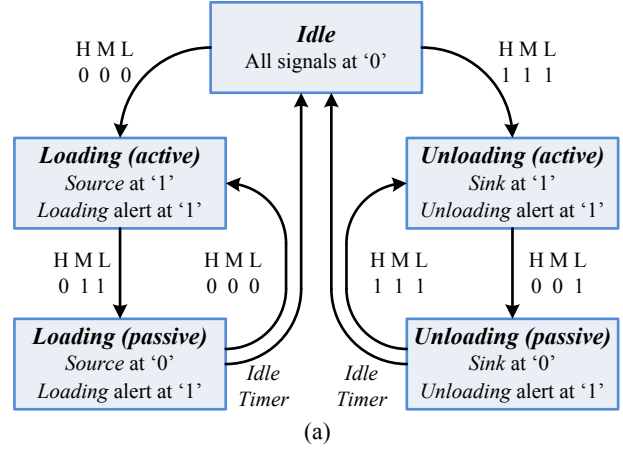 Idle
All signals at ‘0’
H M L
0 0 0
H M L
1 1 1
Loading (active)
Source at ‘1’
Loading alert at ‘1’
Unloading (active)
Sink at ‘1’
Unloading alert at ‘1’
H M L
0 1 1
H M L
0 0 0
H M L
1 1 1
H M L
0 0 1
Loading (passive)
Source at ‘0’
Loading alert at ‘1’
Idle
Timer
Idle
Timer
Unloading (passive)
Sink at ‘0’
Unloading alert at ‘1’
(a)